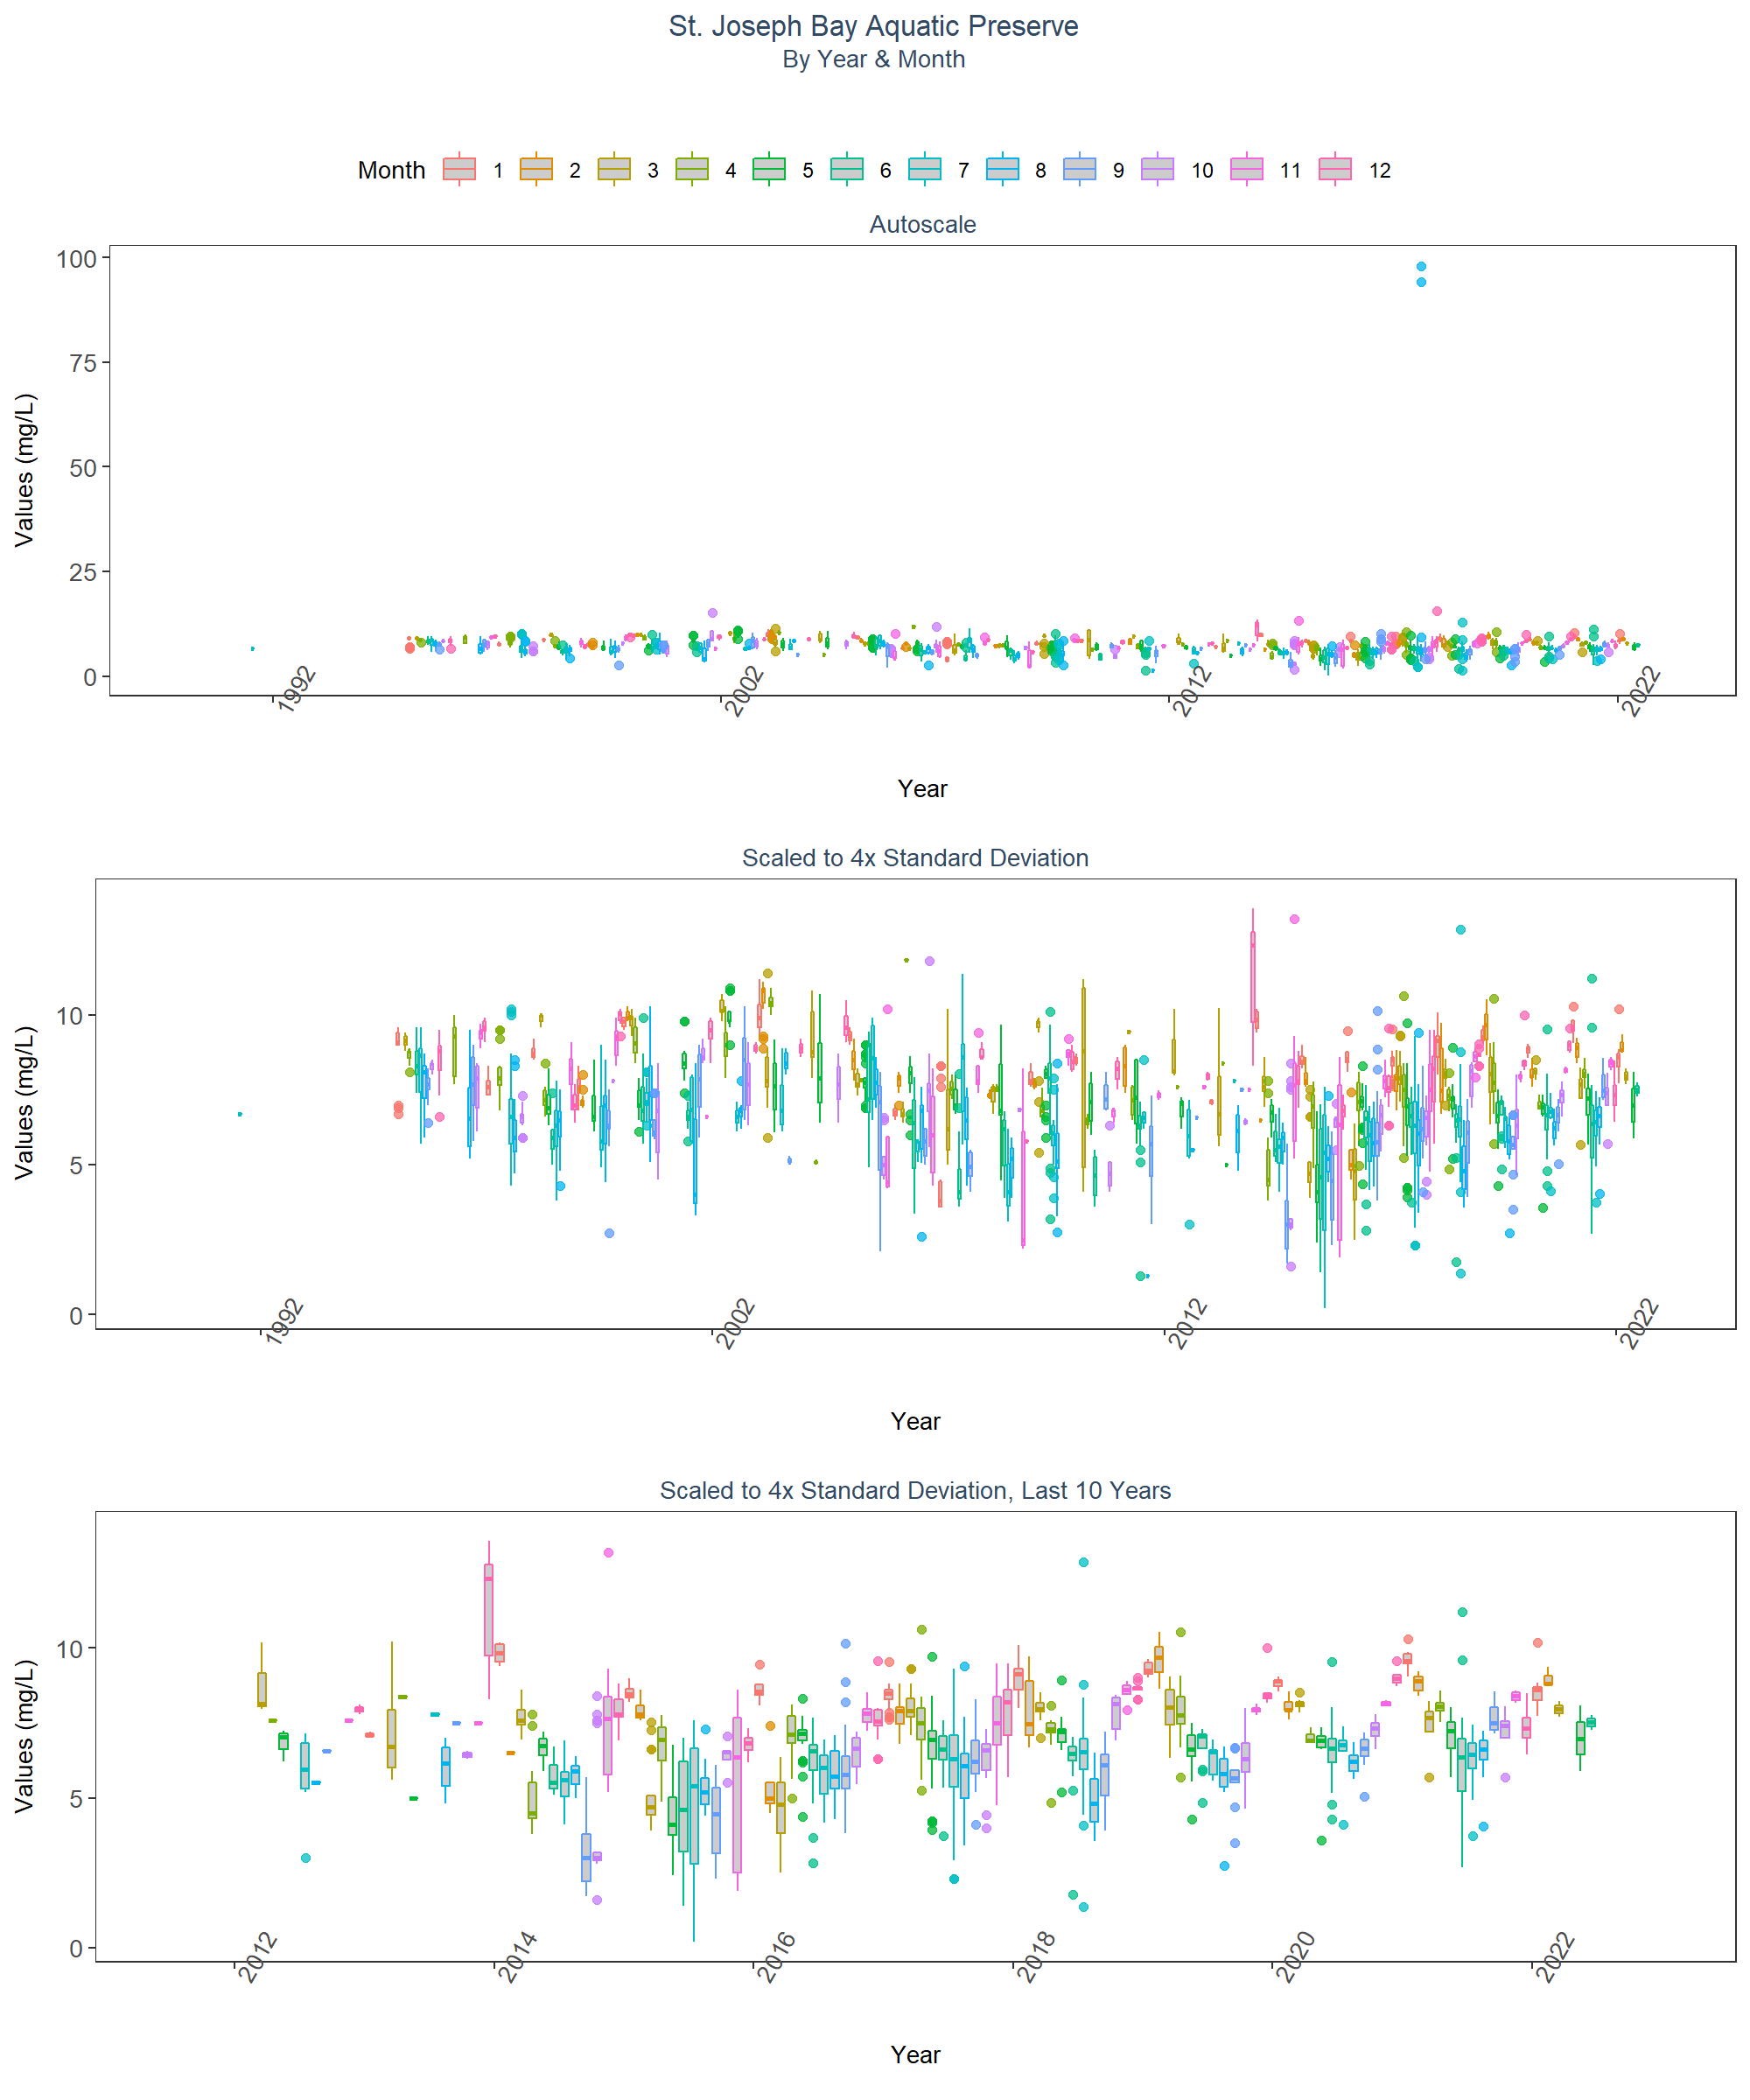 St. Joseph Bay Aquatic Preserve
By Year & Month
Month 1 2 3 4 5 6 7 8 9 10 11 12
Autoscale
Values (mg/L)
100
75
50
25
0
1992 2002 2012 2022
Year
Scaled to 4x Standard Deviation
Values (mg/L)
10
5
0
1992 2002 2012 2022
Year
Scaled to 4x Standard Deviation, Last 10 Years
Values (mg/L)
10
5
0
2012 2014 2016 2018 2020 2022
Year